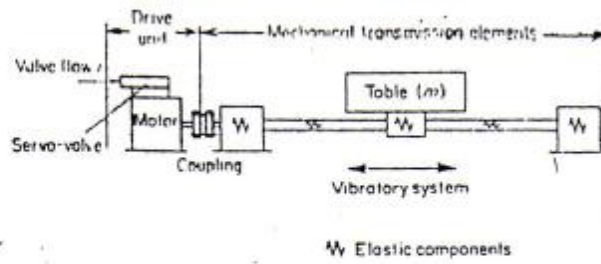 Drive
unit
Mechanical transmission elements
Valve flow
Table (m)
Motor
Servo-valve
Coupling
Vibratory system
Elastic components